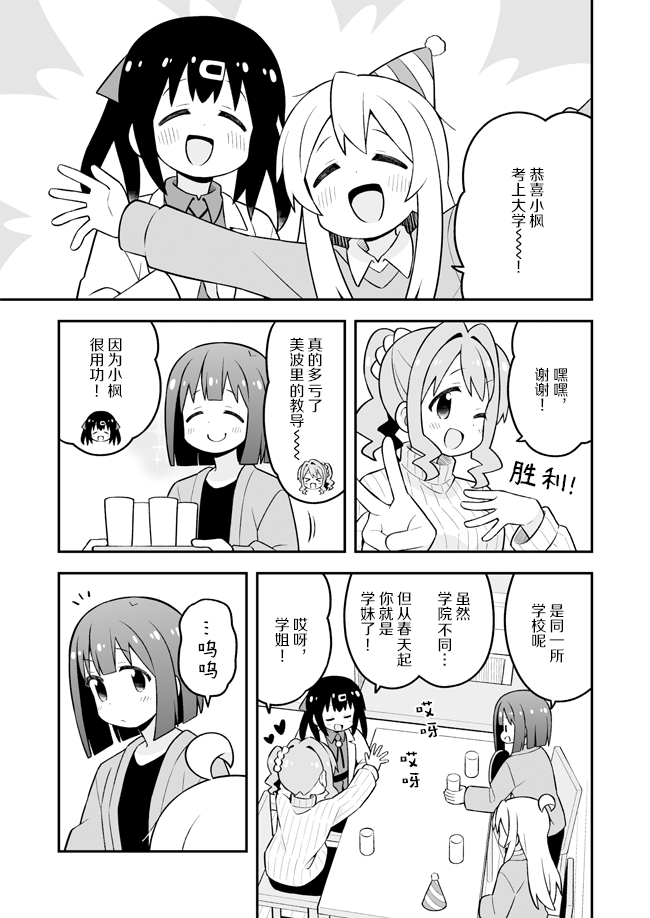 恭喜小枫
考上大学~~~！
嘿嘿，
谢谢！
胜利！
真的多亏了
美波里的教导~~~
因为小枫
很用功！
是同一所
学校呢
虽然
学院不同…
但从春天起
你就是
学妹了！
哎呀，
学姐！
哎呀
哎呀
…呜呜